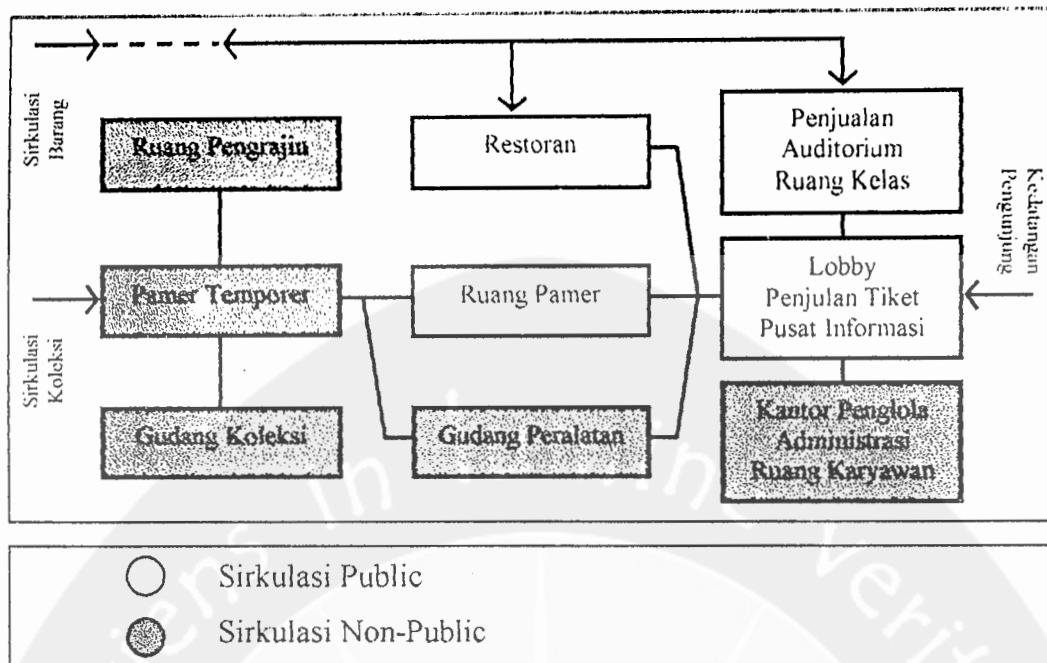 Sirkulasi
Barang
Ruang Pengrajin
Restoran
Penjualan
Auditorium
Ruang Kelas
Kedatangan
Pengunjung
Sirkulasi
Koleksi
Pamer Temporer
Ruang Pamer
Lobby
Penjulan Tiket
Pusat Informasi
Gudang Koleksi
Gudang Peralatan
Kantor Penglola
Administrasi
Ruang Karyawan
Sirkulasi Public
Sirkulasi Non-Public